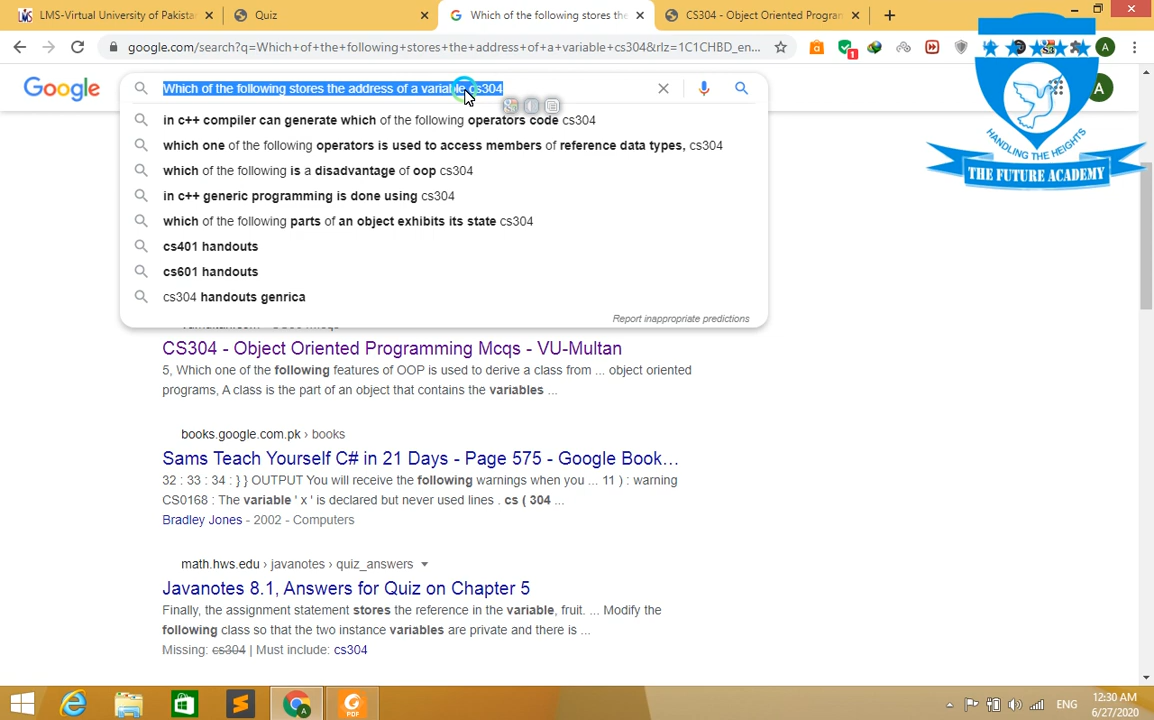 LMS-Virtual University of Pakista
Quiz
Which of the following stores the
CS304 - Object Oriented Program
google.com/search?q=Which+of+the+following+stores+the+address+of+a+variable+cs304&rlz=1C1CHBD_en...
1
A
Google
Which of the following stores the address of a variable cs304
A
in c++ compiler can generate which of the following operators code cs304
which one of the following operators is used to access members of reference data types, cs304
which of the following is a disadvantage of oop cs304
in c++ generic programming is done using cs304
which of the following parts of an object exhibits its state cs304
cs401 handouts
cs601 handouts
cs304 handouts genrica
Report inappropriate predictions
HANDLING THE HEIGHTS
THE FUTURE ACADEMY
CS304 - Object Oriented Programming Mcqs - VU-Multan
5, Which one of the following features of OOP is used to derive a class from ... object oriented
programs, A class is the part of an object that contains the variables ...
books.google.com.pk › books
Sams Teach Yourself C# in 21 Days - Page 575 - Google Book...
32 : 33 : 34 : } } OUTPUT You will receive the following warnings when you ... 11 ) : warning
CS0168 : The variable ' x ' is declared but never used lines . cs ( 304 ...
Bradley Jones - 2002 - Computers
math.hws.edu › javanotes › quiz_answers
Javanotes 8.1, Answers for Quiz on Chapter 5
Finally, the assignment statement stores the reference in the variable, fruit. ... Modify the
following class so that the two instance variables are private and there is ...
Missing: cs304 | Must include: cs304
PDF
ENG
12:30 AM
6/27/2020